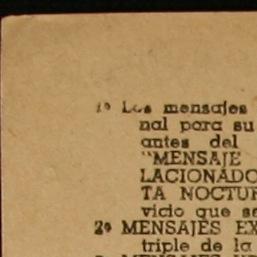 1º Los mensajes
nal para su
antes del
"MENSAJE
LACIONADO
TA NOCTUR
vicio que se
2º MENSAJES EX
triple de la